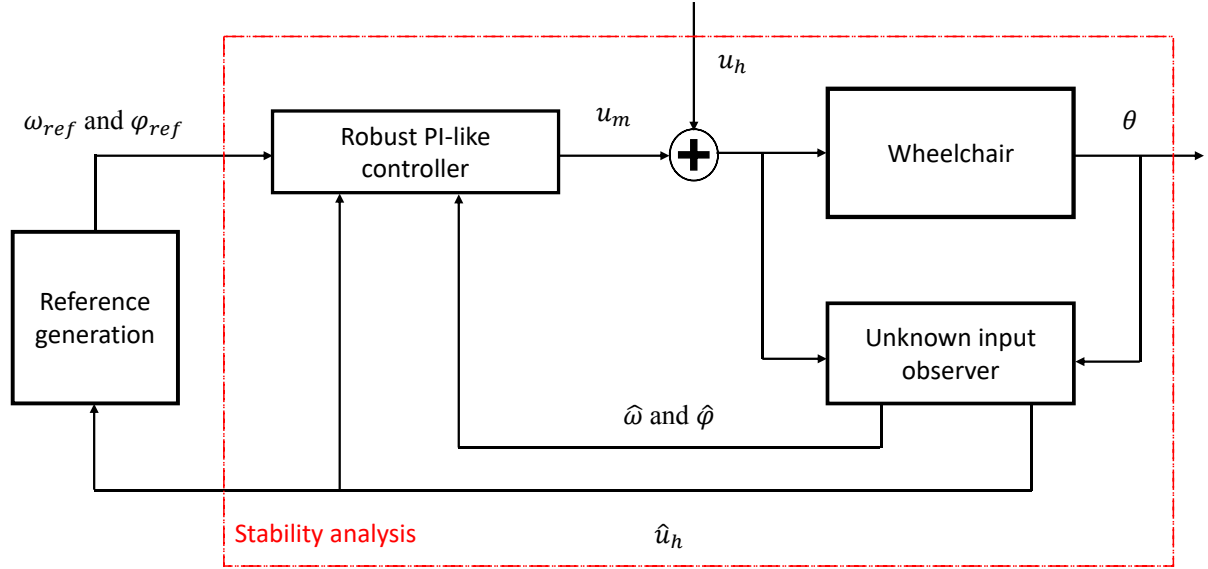 u_h
ω_ref and φ_ref
Robust PI-like
controller
u_m
Wheelchair
θ
Reference
generation
Unknown input
observer
ω̂ and φ̂
Stability analysis
û_h